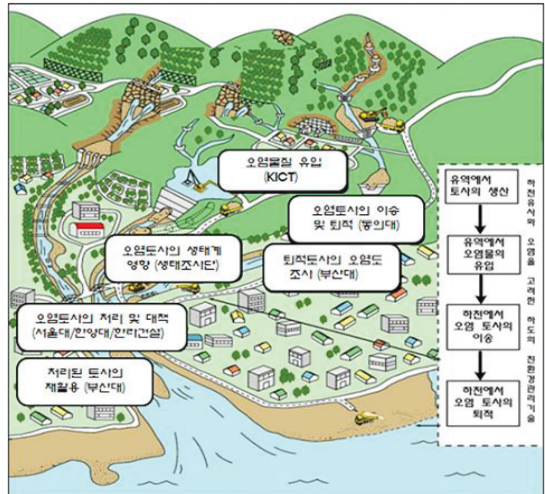 오염물질 유입
(KICT)
오염토사의 이송
및 퇴적 (동의대)
오염토사의 생태계
영향 (생태조사단)
퇴적토사의 오염도
조사 (부산대)
오염토사의 처리 및 대책
(서울대/한양대/한라건설)
처리된 토사의
재활용 (부산대)
유역에서
토사의 생산
유역에서
오염물의
유입
하천에서
오염 토사의
이송
하천에서
오염 토사의
퇴적
하천유사와 오염을 고려한 하도의 친환경관리기술